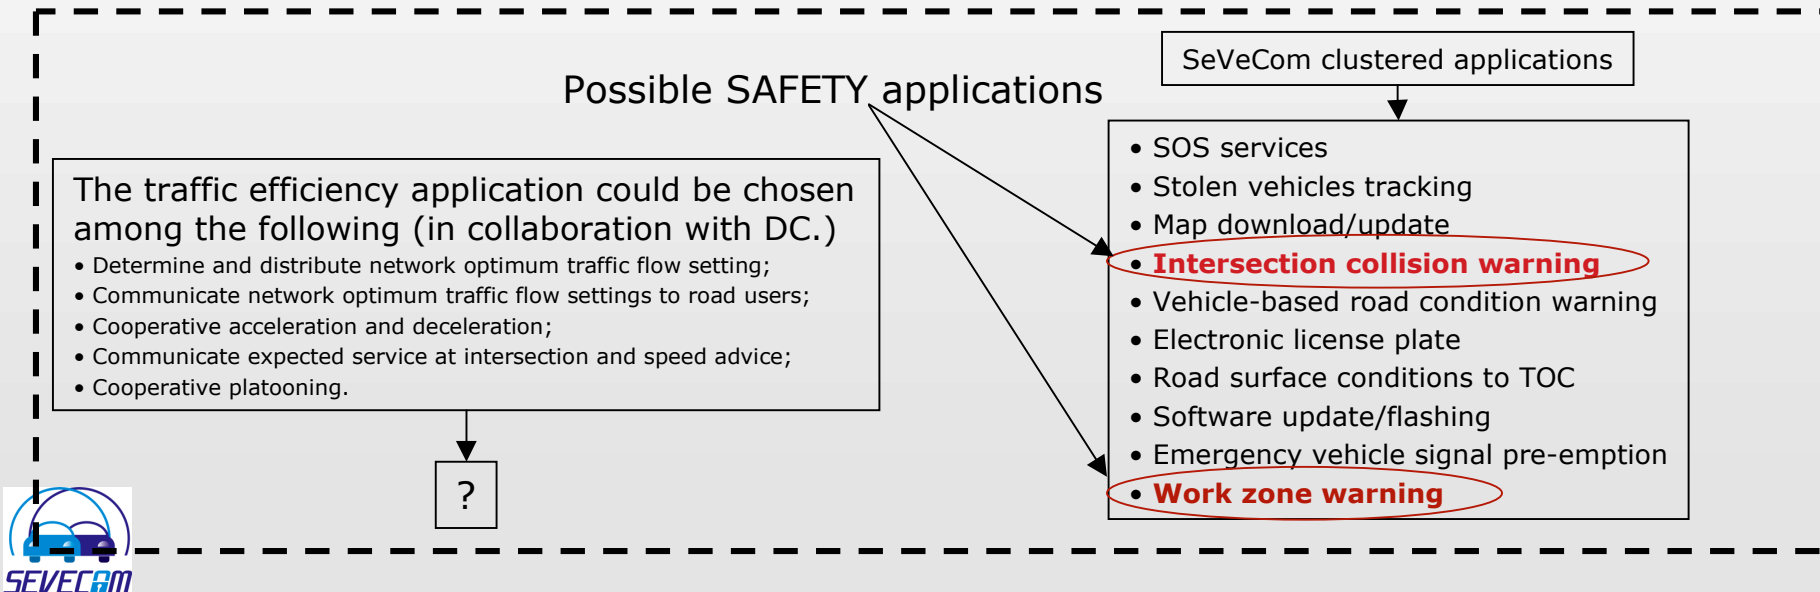 SeVeCom clustered applications
Possible SAFETY applications
The traffic efficiency application could be chosen
among the following (in collaboration with DC.)
• Determine and distribute network optimum traffic flow setting;
• Communicate network optimum traffic flow settings to road users;
• Cooperative acceleration and deceleration;
• Communicate expected service at intersection and speed advice;
• Cooperative platooning.
?
• SOS services
• Stolen vehicles tracking
• Map download/update
• Intersection collision warning
• Vehicle-based road condition warning
• Electronic license plate
• Road surface conditions to TOC
• Software update/flashing
• Emergency vehicle signal pre-emption
• Work zone warning
SEVECOM